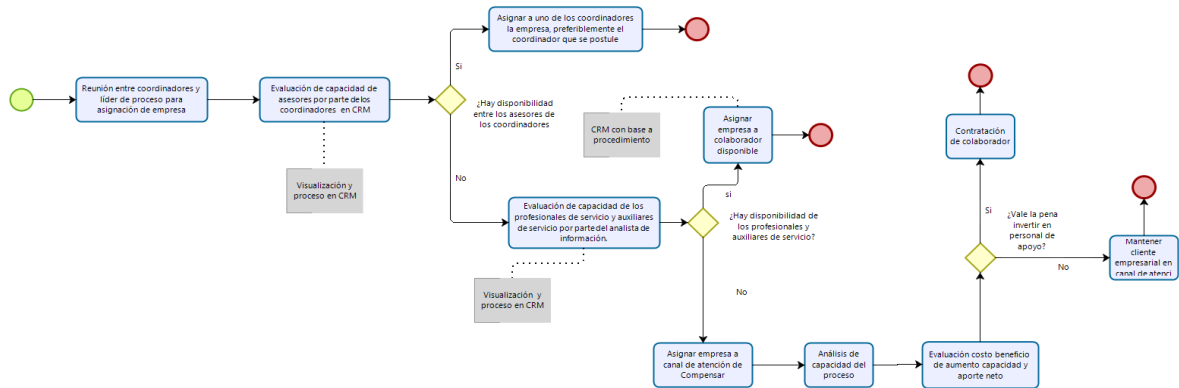 Asignar a uno de los coordinadores
la empresa, preferiblemente el
coordinador que se postule
Si
Reunión entre coordinadores y
líder de proceso para
asignación de empresa
Evaluación de capacidad de
asesores por parte delos
coordinadores en CRM
¿Hay disponibilidad
entre los asesores de
los coordinadores
Visualización y
proceso en CRM
No
CRM con base a
procedimiento
Asignar
empresa a
colaborador
disponible
si
Evaluación de capacidad de los
profesionales de servicio y auxiliares
de servicio por parte del analista de
información.
¿Hay disponibilidad de
los profesionales y
auxiliares de servicio?
Visualización y
proceso en CRM
No
Asignar empresa a
canal de atención de
Compensar
Análisis de
capacidad del
proceso
Evaluación costo beneficio
de aumento capacidad y
aporte neto
Contratación
de colaborador
Si
¿Vale la pena
invertir en
personal de
apoyo?
No
Mantener
cliente
empresarial en
canal de atenci